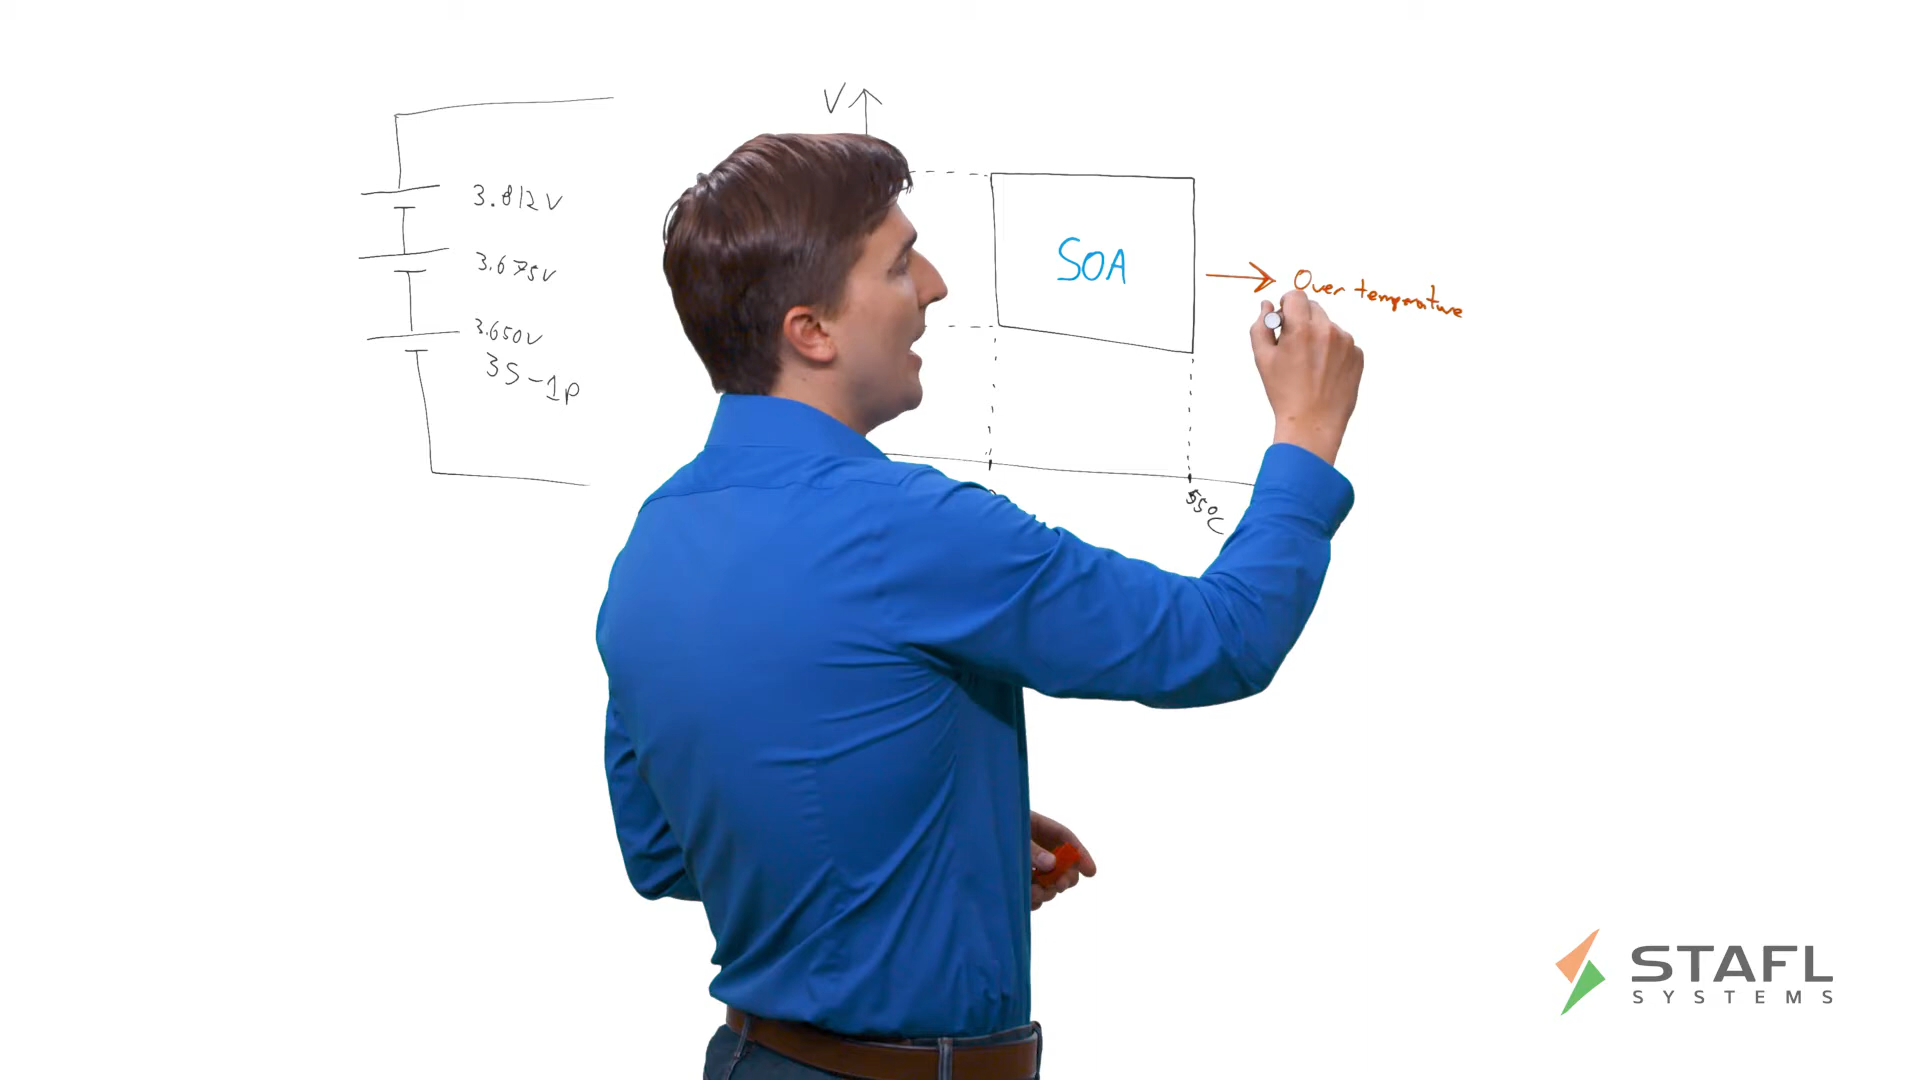 V
3.812V
3.675V
3.650V
3S-1P
SOA
Over temperature
55°C
STAFL
SYSTEMS